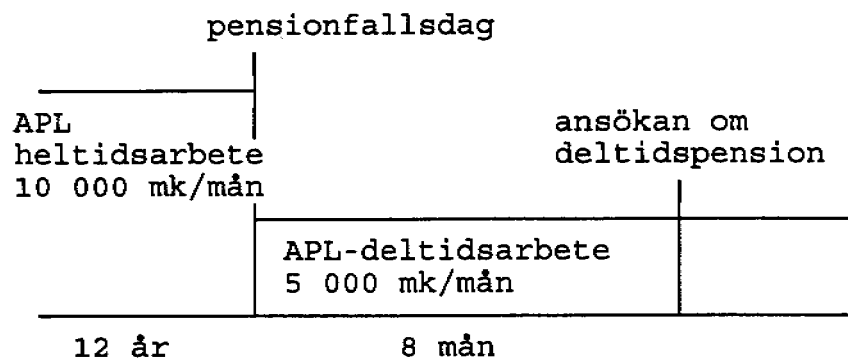 pensionfallsdag
APL
heltidsarbete
10 000 mk/mån
ansökan om
deltidspension
APL-deltidsarbete
5 000 mk/mån
12 år
8 mån